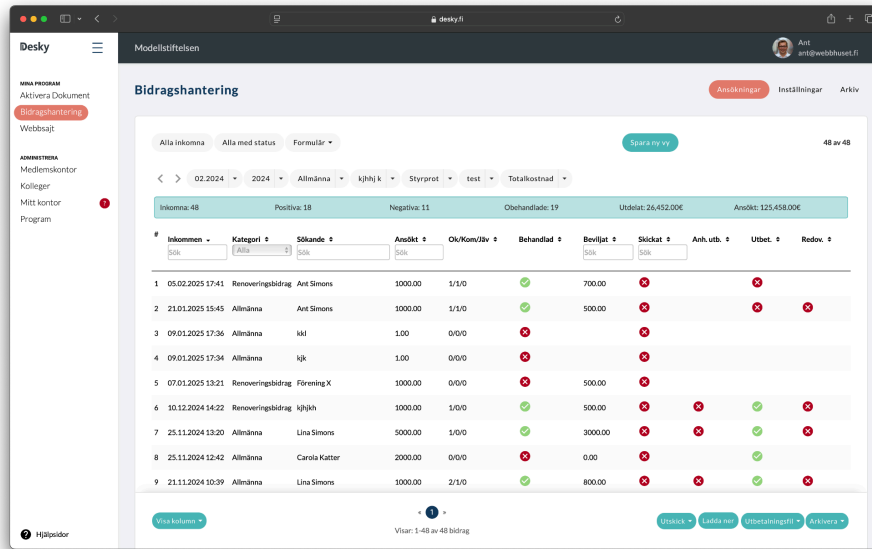 desky.fi
Desky
Modellstiftelsen
Ant
ant@webbhuset.fi
MINA PROGRAM
Aktivera Dokument
Bidragshantering
Webbsajt
ADMINISTRERA
Medlemskontor
Kolleger
Mitt kontor ?
Program
? Hjälpsidor
Bidragshantering
Ansökningar Inställningar Arkiv
Alla inkomna Alla med status Formulär Spara ny vy 48 av 48
02.2024 2024 Allmänna kjhhj k Styrprot test Totalkostnad
Inkomna: 48 Positiva: 18 Negativa: 11 Obehandlade: 19 Utdelat: 26,452.00€ Ansökt: 125,458.00€
# Inkommen Kategori Sökande Ansökt Ok/Kom/Jäv Behandlad Beviljat Skickat Anh. utb. Utbet. Redov.
Sök Alla Sök Sök Sök Sök
1 05.02.2025 17:41 Renoveringsbidrag Ant Simons 1000.00 1/1/0 700.00
2 21.01.2025 15:45 Allmänna Ant Simons 1000.00 1/1/0 500.00
3 09.01.2025 17:36 Allmänna kkl 1.00 0/0/0
4 09.01.2025 17:34 Allmänna kjk 1.00 0/0/0
5 07.01.2025 13:21 Renoveringsbidrag Förening X 1000.00 0/0/0 500.00
6 10.12.2024 14:22 Renoveringsbidrag kjhjkh 1000.00 1/0/0 500.00
7 25.11.2024 13:20 Allmänna Lina Simons 5000.00 1/0/0 3000.00
8 25.11.2024 12:42 Allmänna Carola Katter 2000.00 0/0/0 0.00
9 21.11.2024 10:39 Allmänna Lina Simons 1000.00 2/1/0 800.00
Visa kolumn « 1 » Utskick Ladda ner Utbetalningsfil Arkivera
Visar: 1-48 av 48 bidrag